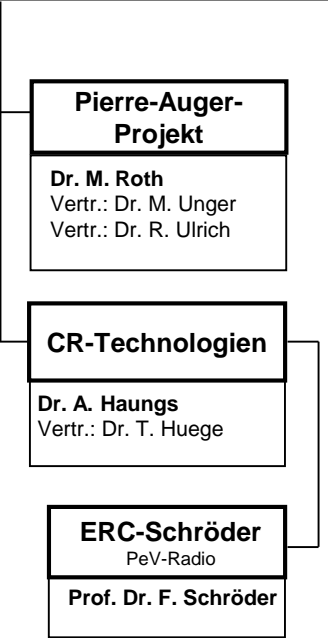 Pierre-Auger-
Projekt
Dr. M. Roth
Vertr.: Dr. M. Unger
Vertr.: Dr. R. Ulrich
CR-Technologien
Dr. A. Haungs
Vertr.: Dr. T. Huege
ERC-Schröder
PeV-Radio
Prof. Dr. F. Schröder